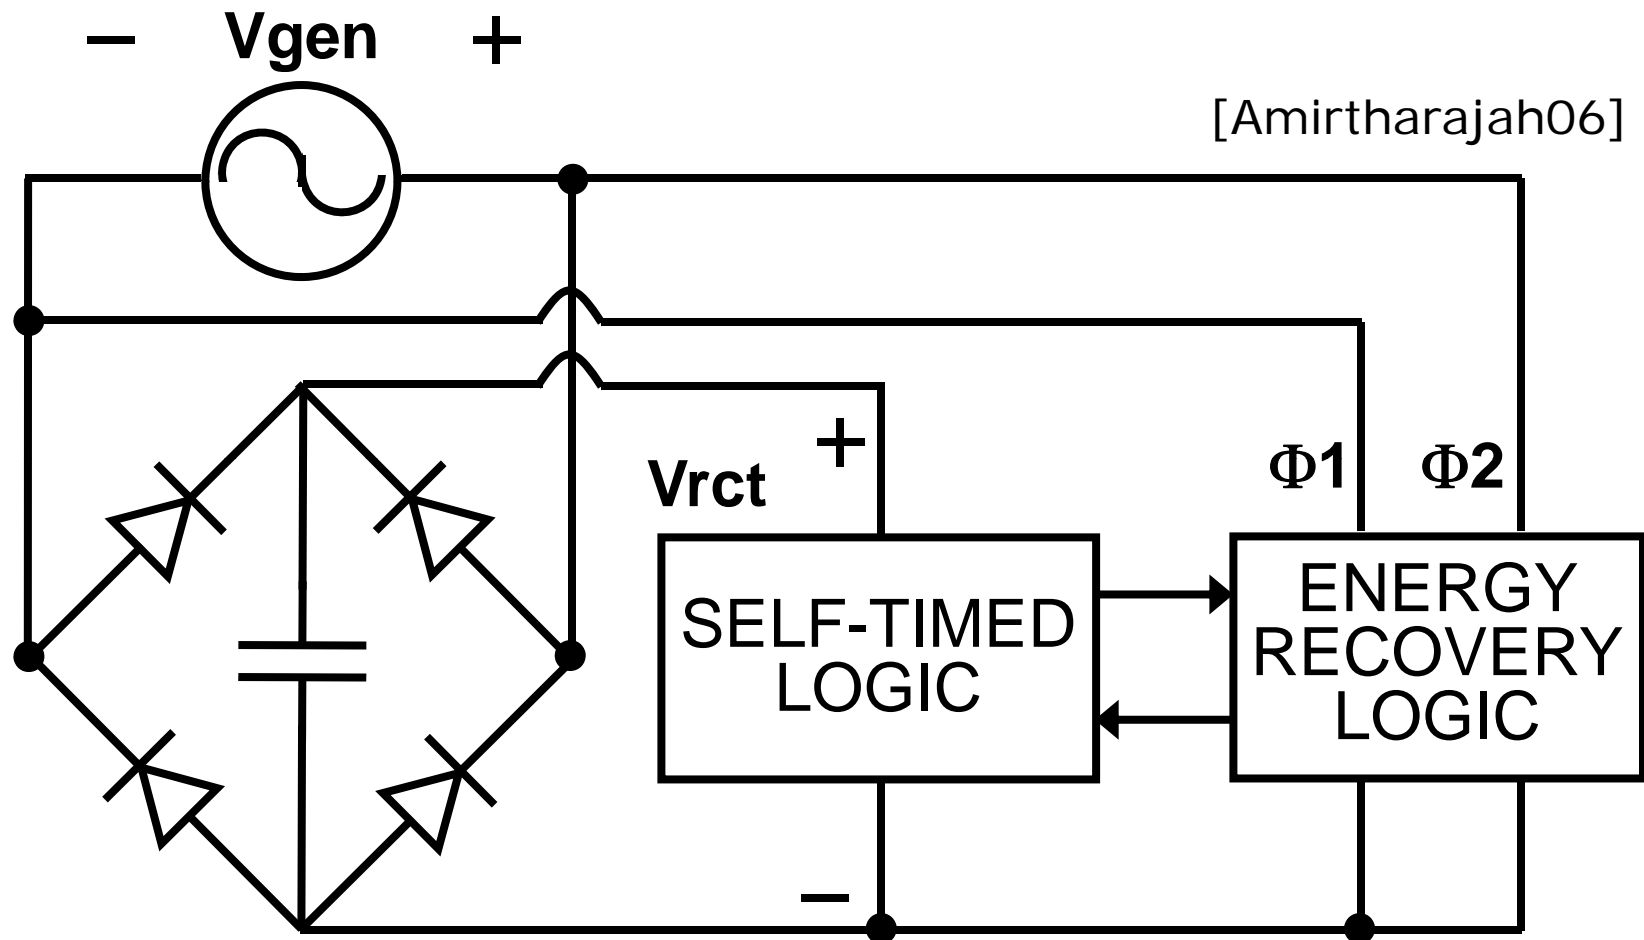 − Vgen +
[Amirtharajah06]
+
Vrct
Φ1 Φ2
SELF-TIMED
LOGIC
ENERGY
RECOVERY
LOGIC
−